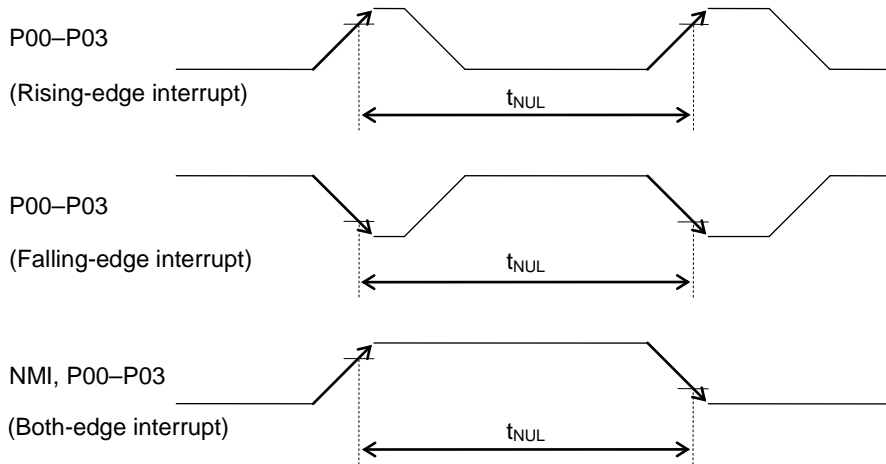 P00–P03
(Rising-edge interrupt)
tNUL
P00–P03
(Falling-edge interrupt)
tNUL
NMI, P00–P03
(Both-edge interrupt)
tNUL